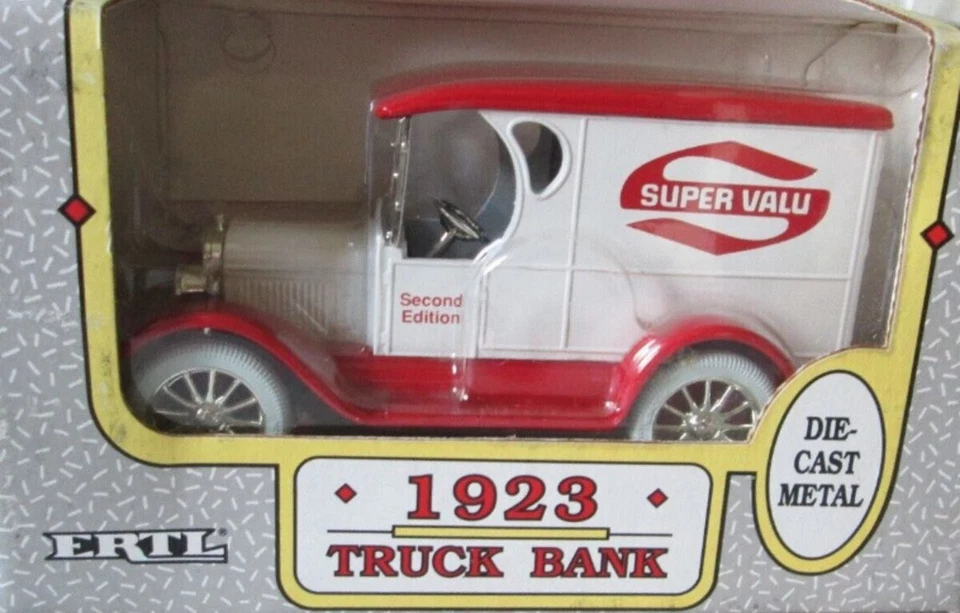 SUPER VALU
Second
Edition
DIE-
CAST
METAL
1923
ERTL
TRUCK BANK